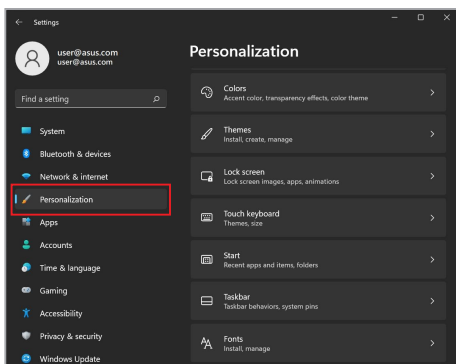 Settings
user@asus.com
user@asus.com
Find a setting
System
Bluetooth & devices
Network & internet
Personalization
Apps
Accounts
Time & language
Gaming
Accessibility
Privacy & security
Windows Update
Personalization
Colors
Accent color, transparency effects, color theme
Themes
Install, create, manage
Lock screen
Lock screen images, apps, animations
Touch keyboard
Themes, size
Start
Recent apps and items, folders
Taskbar
Taskbar behaviors, system pins
Fonts
Install, manage